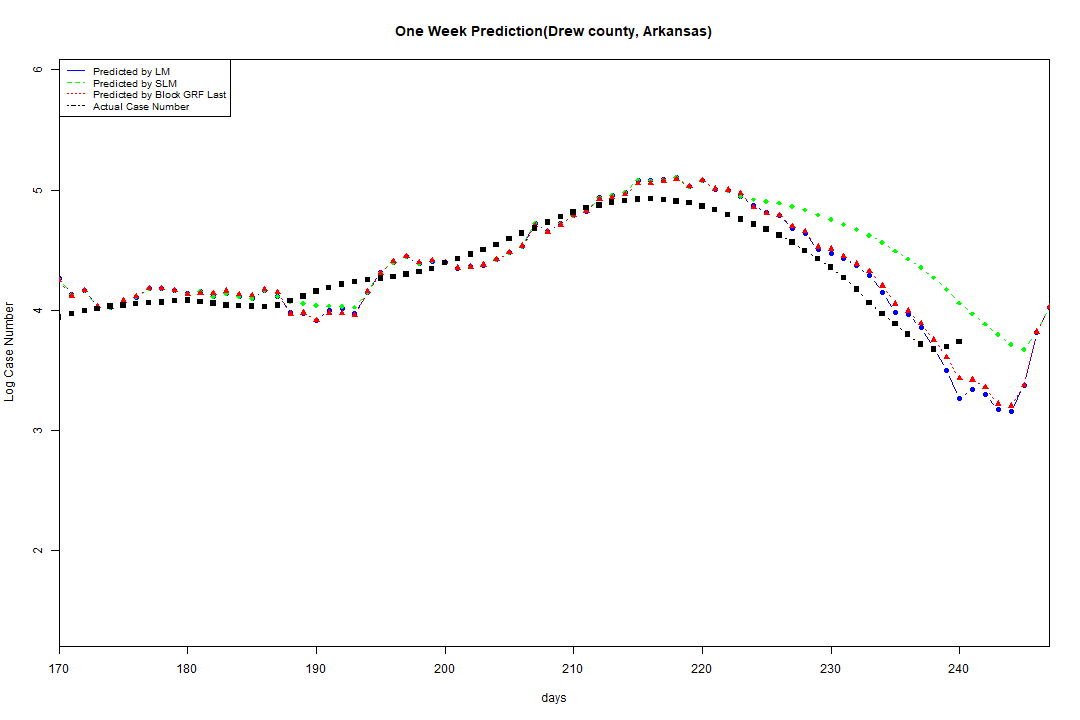 One Week Prediction(Drew county, Arkansas)
Predicted by LM
Predicted by SLM
Predicted by Block GRF Last
Actual Case Number
6
5
4
3
2
Log Case Number
170 180 190 200 210 220 230 240
days